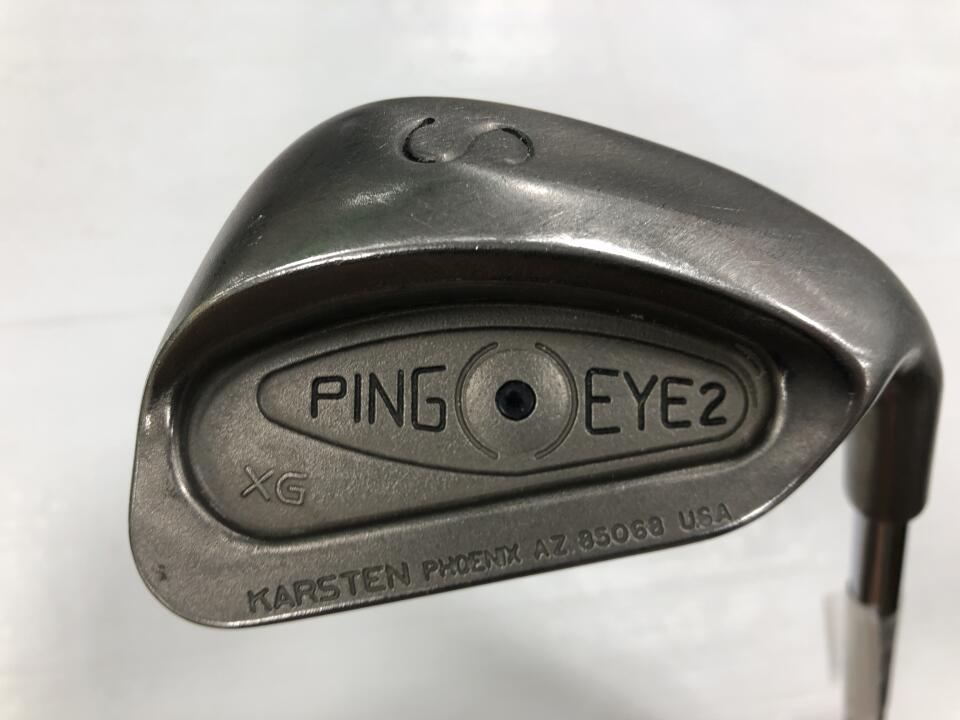 S
PING EYE2
XG
KARSTEN PHOENIX AZ. 85068 USA